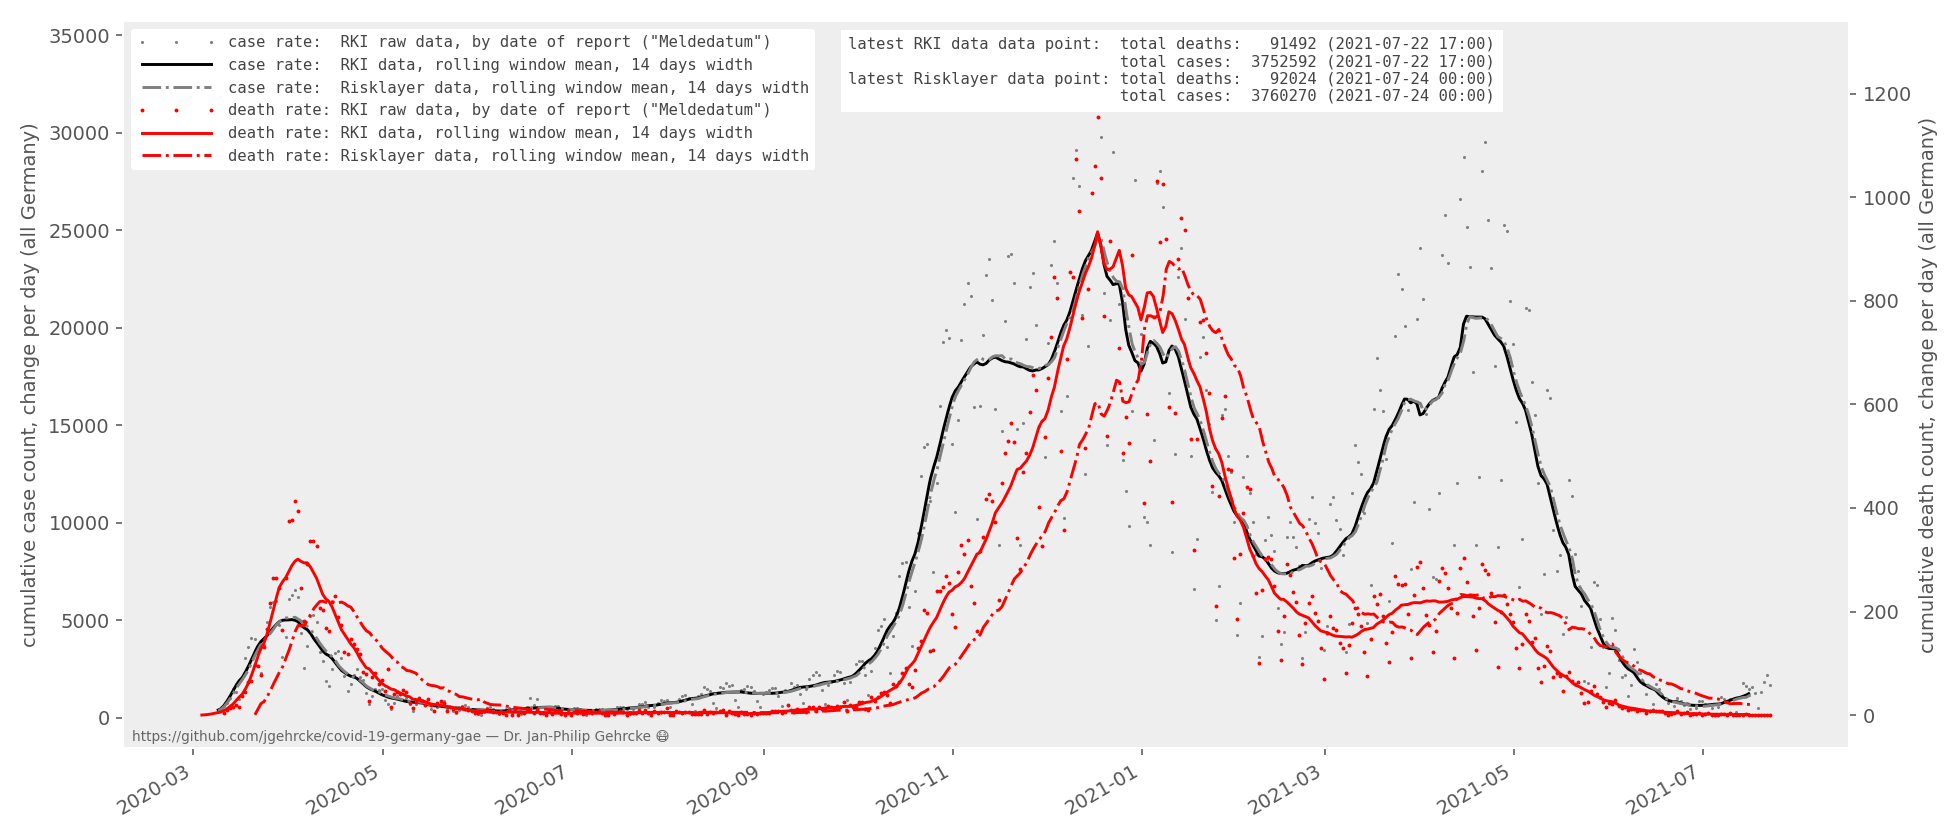 case rate:  RKI raw data, by date of report ("Meldedatum")
case rate:  RKI data, rolling window mean, 14 days width
case rate:  Risklayer data, rolling window mean, 14 days width
death rate: RKI raw data, by date of report ("Meldedatum")
death rate: RKI data, rolling window mean, 14 days width
death rate: Risklayer data, rolling window mean, 14 days width
latest RKI data data point:  total deaths:   91492 (2021-07-22 17:00)
total cases:  3752592 (2021-07-22 17:00)
latest Risklayer data point: total deaths:   92024 (2021-07-24 00:00)
total cases:  3760270 (2021-07-24 00:00)
cumulative case count, change per day (all Germany)
35000
30000
25000
20000
15000
10000
5000
0
1200
1000
800
600
400
200
0
cumulative death count, change per day (all Germany)
https://github.com/jgehrcke/covid-19-germany-gae — Dr. Jan-Philip Gehrcke 😷
2020-03
2020-05
2020-07
2020-09
2020-11
2021-01
2021-03
2021-05
2021-07